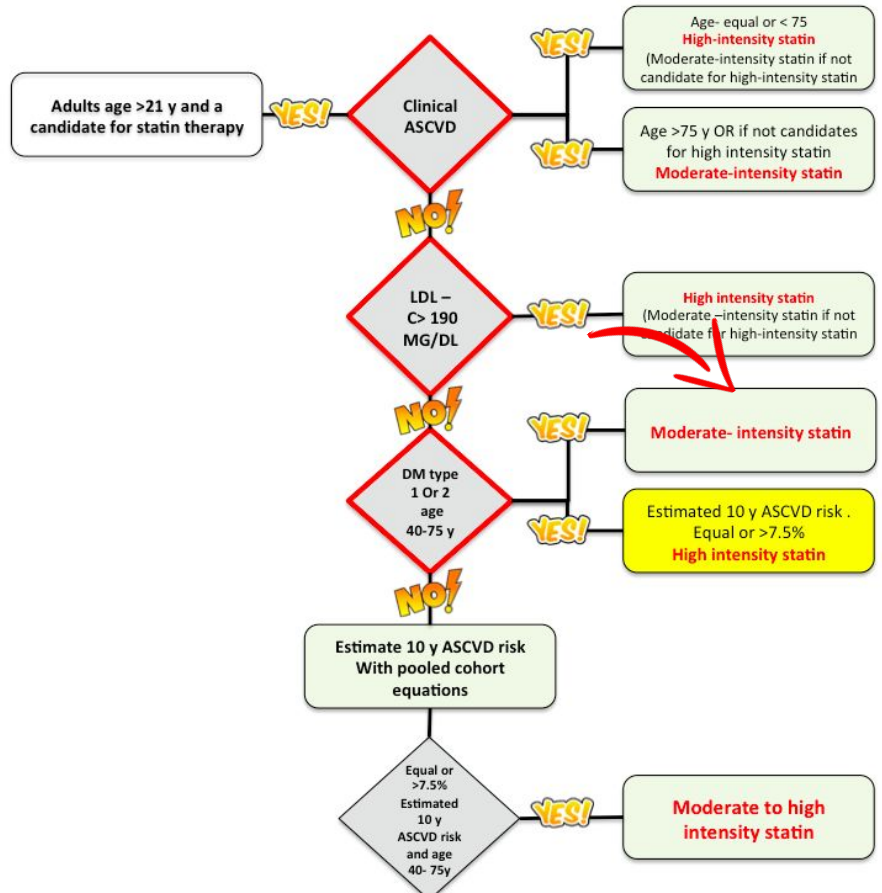 Age- equal or < 75
High-intensity statin
(Moderate-intensity statin if not
candidate for high-intensity statin
Adults age >21 y and a
candidate for statin therapy
YES!
Clinical
ASCVD
YES!
YES!
Age >75 y OR if not candidates
for high intensity statin
Moderate-intensity statin
NO!
LDL –
C> 190
MG/DL
YES!
High intensity statin
(Moderate –intensity statin if not
candidate for high-intensity statin
NO!
DM type
1 Or 2
age
40-75 y
YES!
Moderate- intensity statin
YES!
Estimated 10 y ASCVD risk .
Equal or >7.5%
High intensity statin
NO!
Estimate 10 y ASCVD risk
With pooled cohort
equations
Equal or
>7.5%
Estimated
10 y
ASCVD risk
and age
40- 75y
YES!
Moderate to high
intensity statin